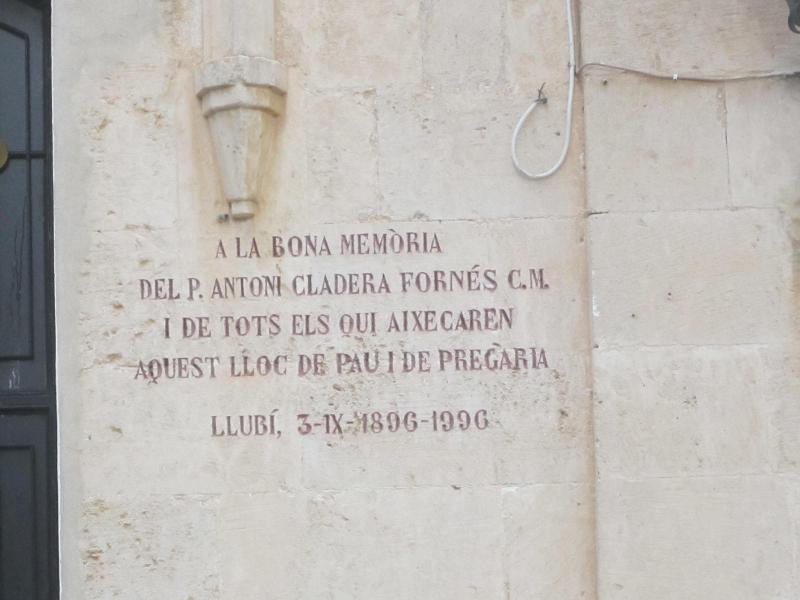 A LA BONA MEMÒRIA
DEL P. ANTONI CLADERA FORNÉS C.M.
I DE TOTS ELS QUI AIXECAREN
AQUEST LLOC DE PAU I DE PREGÀRIA
LLUBÍ, 3-IX-1896-1996